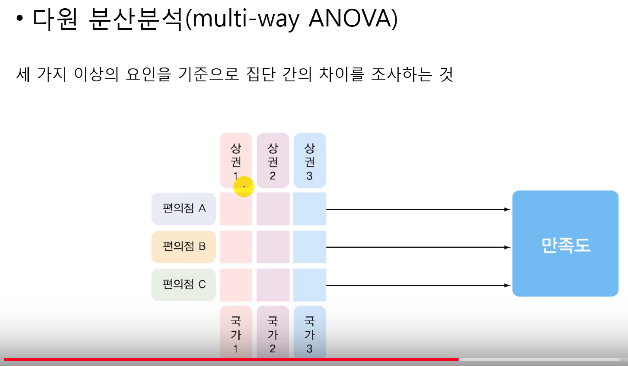 • 다원 분산분석(multi-way ANOVA)
세 가지 이상의 요인을 기준으로 집단 간의 차이를 조사하는 것
상권1 상권2 상권3
편의점 A
편의점 B
만족도
편의점 C
국가1 국가2 국가3